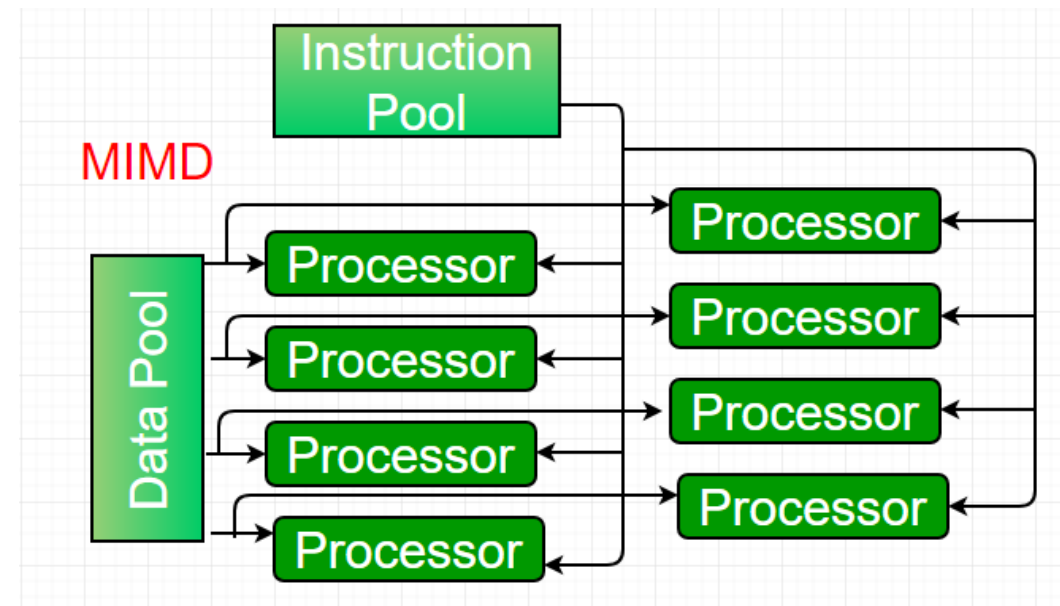 Instruction
Pool
MIMD
Processor
Processor
Processor
Processor
Data Pool
Processor
Processor
Processor
Processor